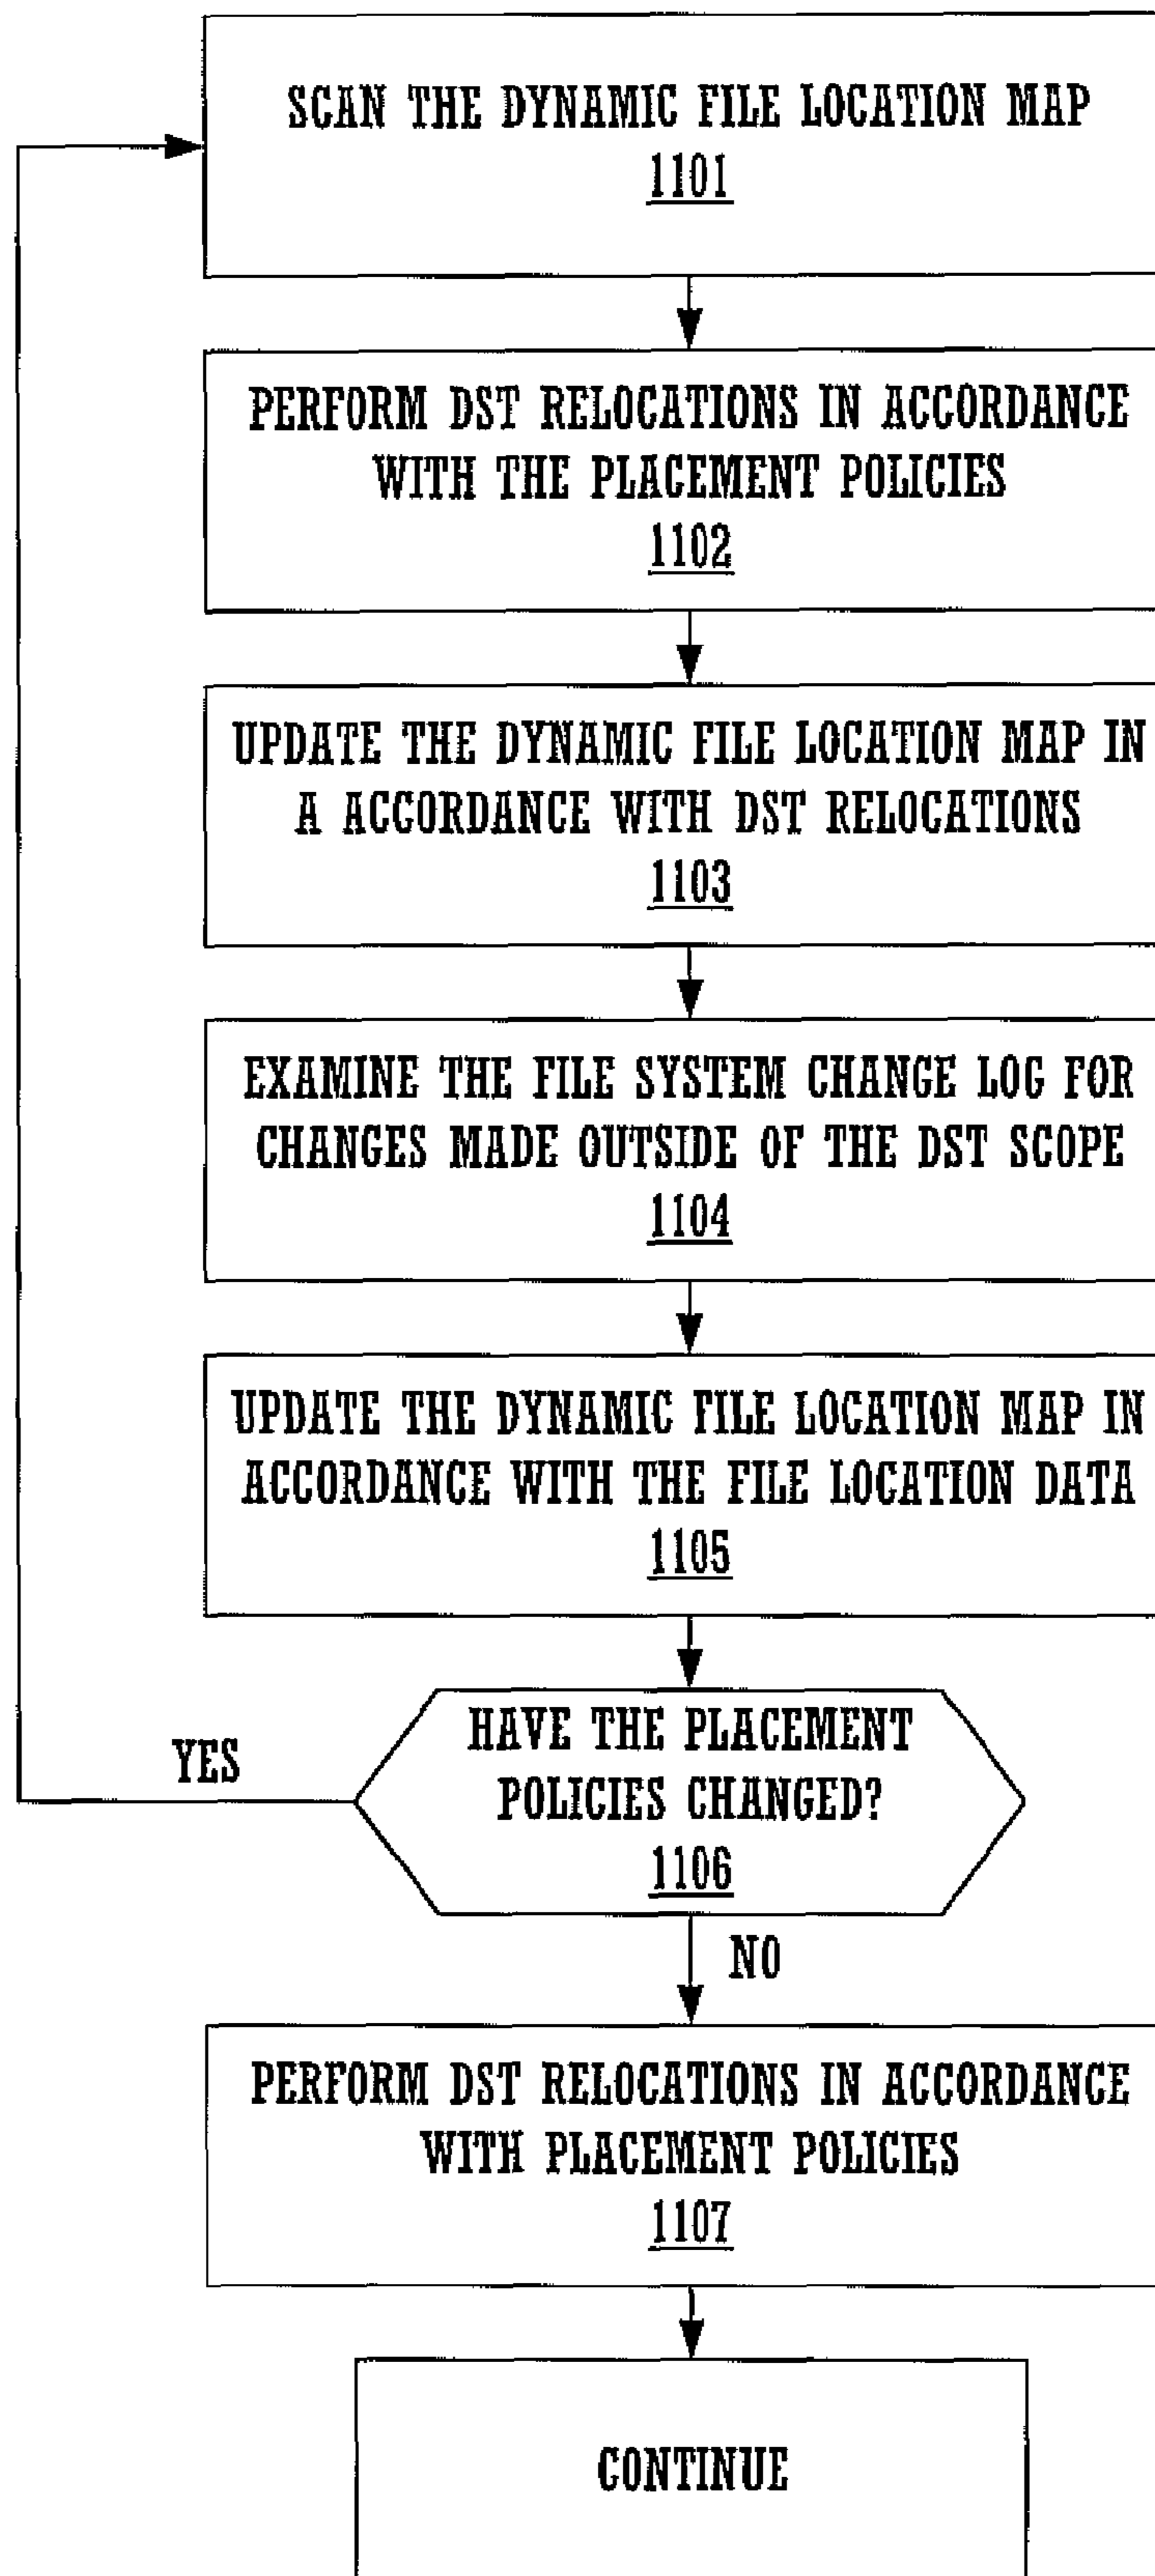 SCAN THE DYNAMIC FILE LOCATION MAP
1101
PERFORM DST RELOCATIONS IN ACCORDANCE
WITH THE PLACEMENT POLICIES
1102
UPDATE THE DYNAMIC FILE LOCATION MAP IN
A ACCORDANCE WITH DST RELOCATIONS
1103
EXAMINE THE FILE SYSTEM CHANGE LOG FOR
CHANGES MADE OUTSIDE OF THE DST SCOPE
1104
UPDATE THE DYNAMIC FILE LOCATION MAP IN
ACCORDANCE WITH THE FILE LOCATION DATA
1105
HAVE THE PLACEMENT
POLICIES CHANGED?
1106
YES
NO
PERFORM DST RELOCATIONS IN ACCORDANCE
WITH PLACEMENT POLICIES
1107
CONTINUE